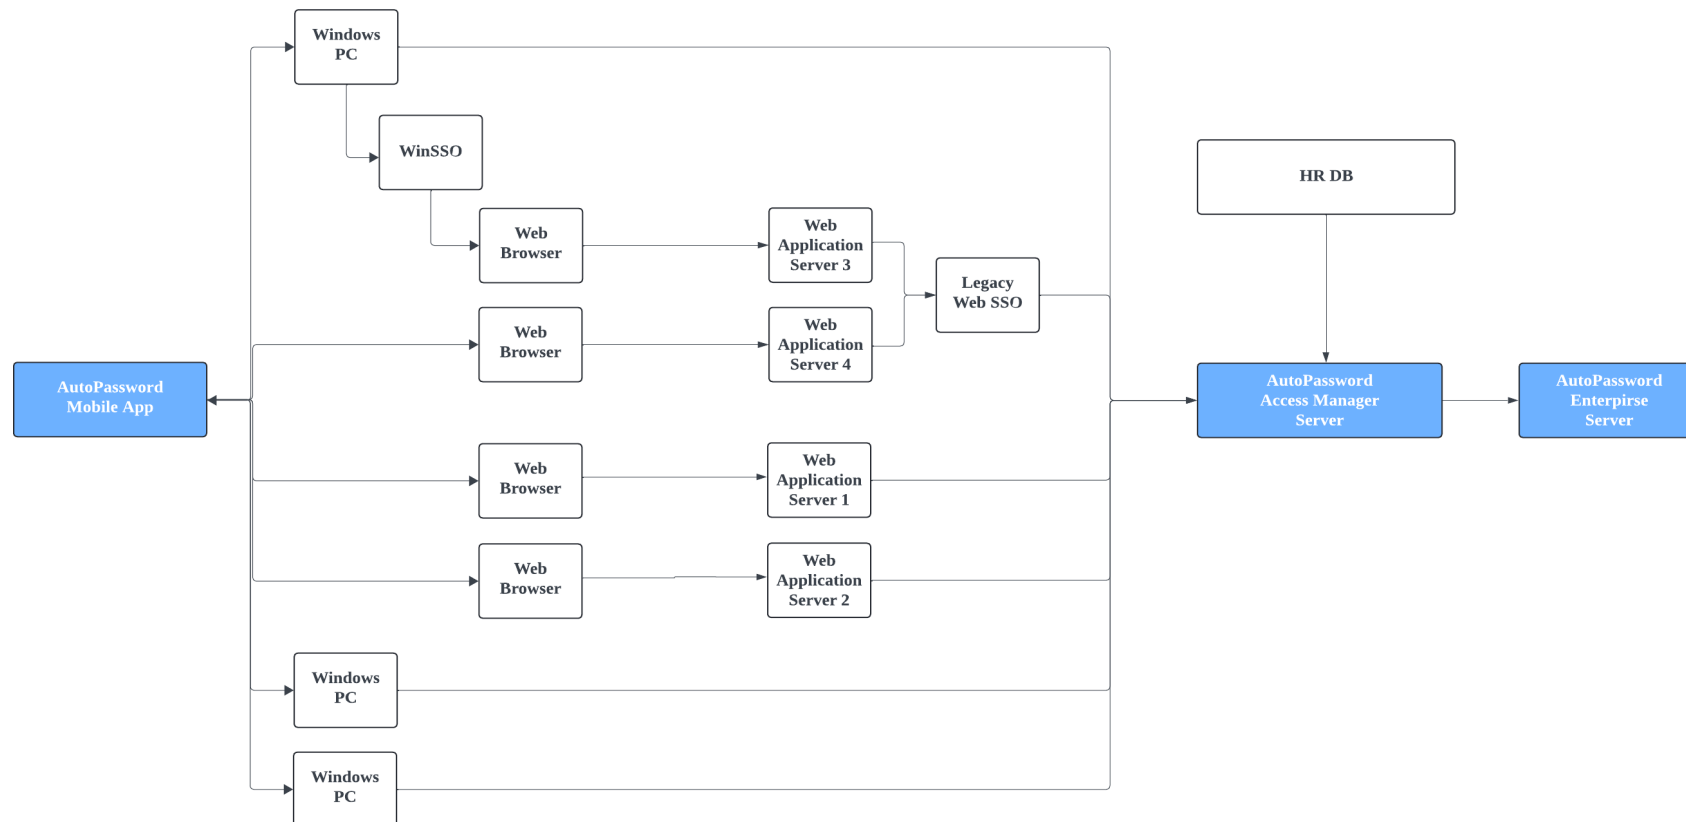 Windows
PC
WinSSO
Web
Browser
Web
Application
Server 3
HR DB
Legacy
Web SSO
Web
Browser
Web
Application
Server 4
AutoPassword
Mobile App
AutoPassword
Access Manager
Server
AutoPassword
Enterpirse
Server
Web
Browser
Web
Application
Server 1
Web
Browser
Web
Application
Server 2
Windows
PC
Windows
PC